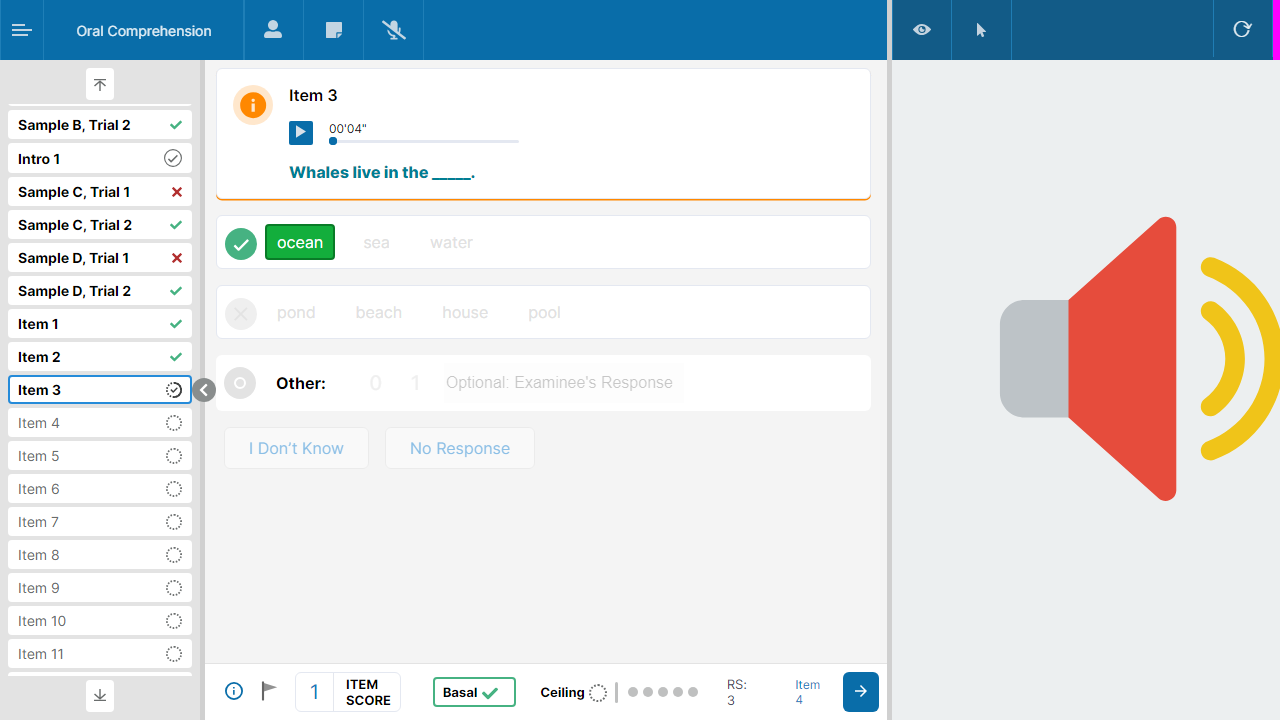 Oral Comprehension
Sample B, Trial 2
Intro 1
Sample C, Trial 1
Sample C, Trial 2
Sample D, Trial 1
Sample D, Trial 2
Item 1
Item 2
Item 3
Item 4
Item 5
Item 6
Item 7
Item 8
Item 9
Item 10
Item 11
Item 3
00'04"
Whales live in the _____.
ocean sea water
pond beach house pool
Other: 0 1 Optional: Examinee's Response
I Don't Know No Response
1 ITEM SCORE
Basal
Ceiling
RS: 3
Item 4